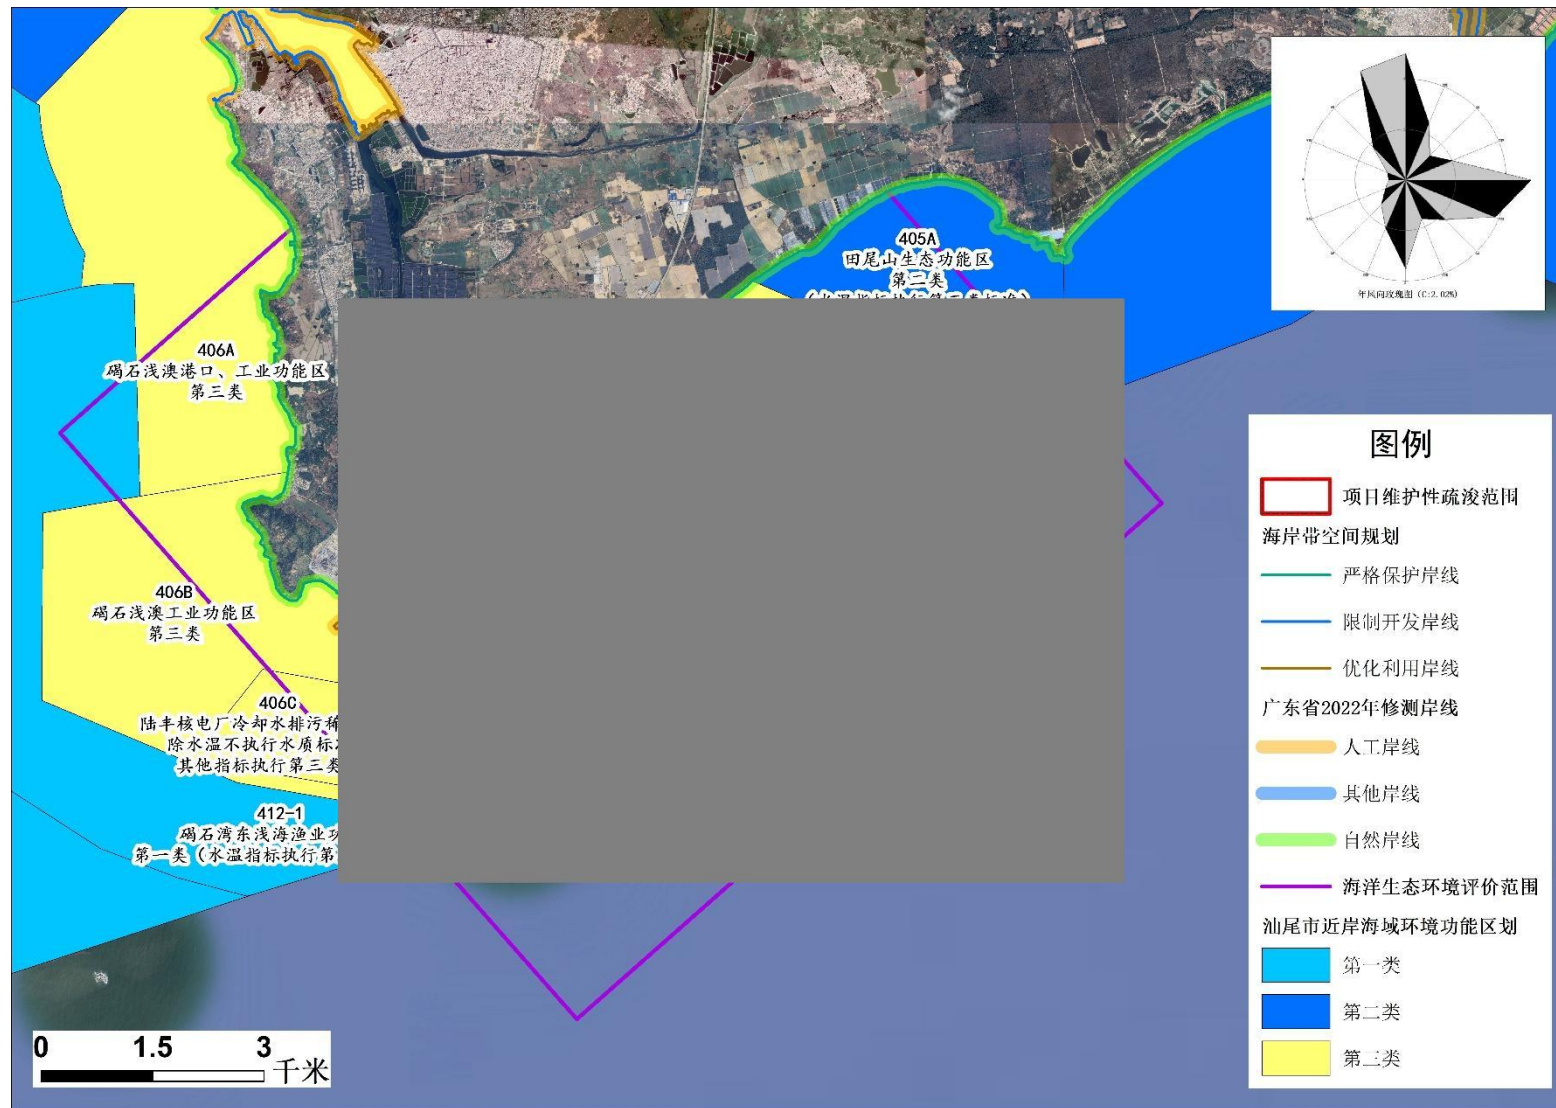 405A
田尾山生态功能区
第二类
年风向玫瑰图 (C:2.02%)
406A
碣石浅澳港口、工业功能区
第三类
406B
碣石浅澳工业功能区
第三类
406C
陆丰核电厂冷却水排污稀
除水温不执行水质标
其他指标执行第三类
412-1
碣石湾东浅海渔业功
第一类（水温指标执行第
图例
项目维护性疏浚范围
海岸带空间规划
严格保护岸线
限制开发岸线
优化利用岸线
广东省2022年修测岸线
人工岸线
其他岸线
自然岸线
海洋生态环境评价范围
汕尾市近岸海域环境功能区划
第一类
第二类
第三类
0 1.5 3
千米